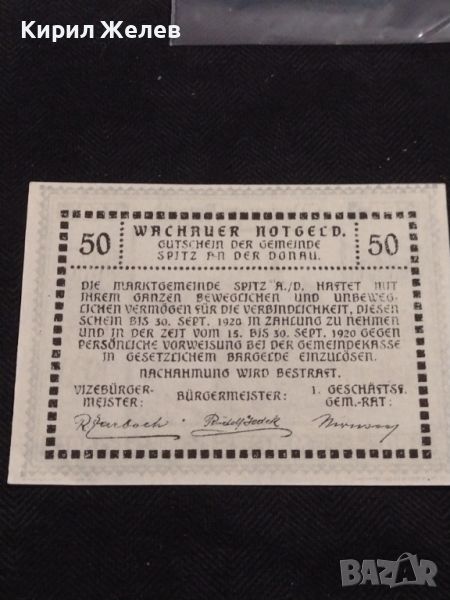 Кирил Желев
50 WACHAUER NOTGELD. 50
GUTSCHEIN DER GEMEINDE
SPITZ AN DER DONAU.
DIE MARKTGEMEINDE SPITZ A./D. HAFTET MIT
IHREM GANZEN BEWEGLICHEN UND UNBEWEG-
LICHEN VERMÖGEN FÜR DIE VERBINDLICHKEIT, DIESEN
SCHEIN BIS 30. SEPT. 1920 IN ZAHLUNG ZU NEHMEN
UND IN DER ZEIT VOM 15. BIS 30. SEPT. 1920 GEGEN
PERSÖNLICHE VORWEISUNG BEI DER GEMEINDEKASSE
IN GESETZLICHEM BARGELDE EINZULÖSEN.
NACHAHMUNG WIRD BESTRAFT.
VIZEBÜRGER- BÜRGERMEISTER: 1. GESCHÄFTSF.
MEISTER: GEM.-RAT:
BAZAR